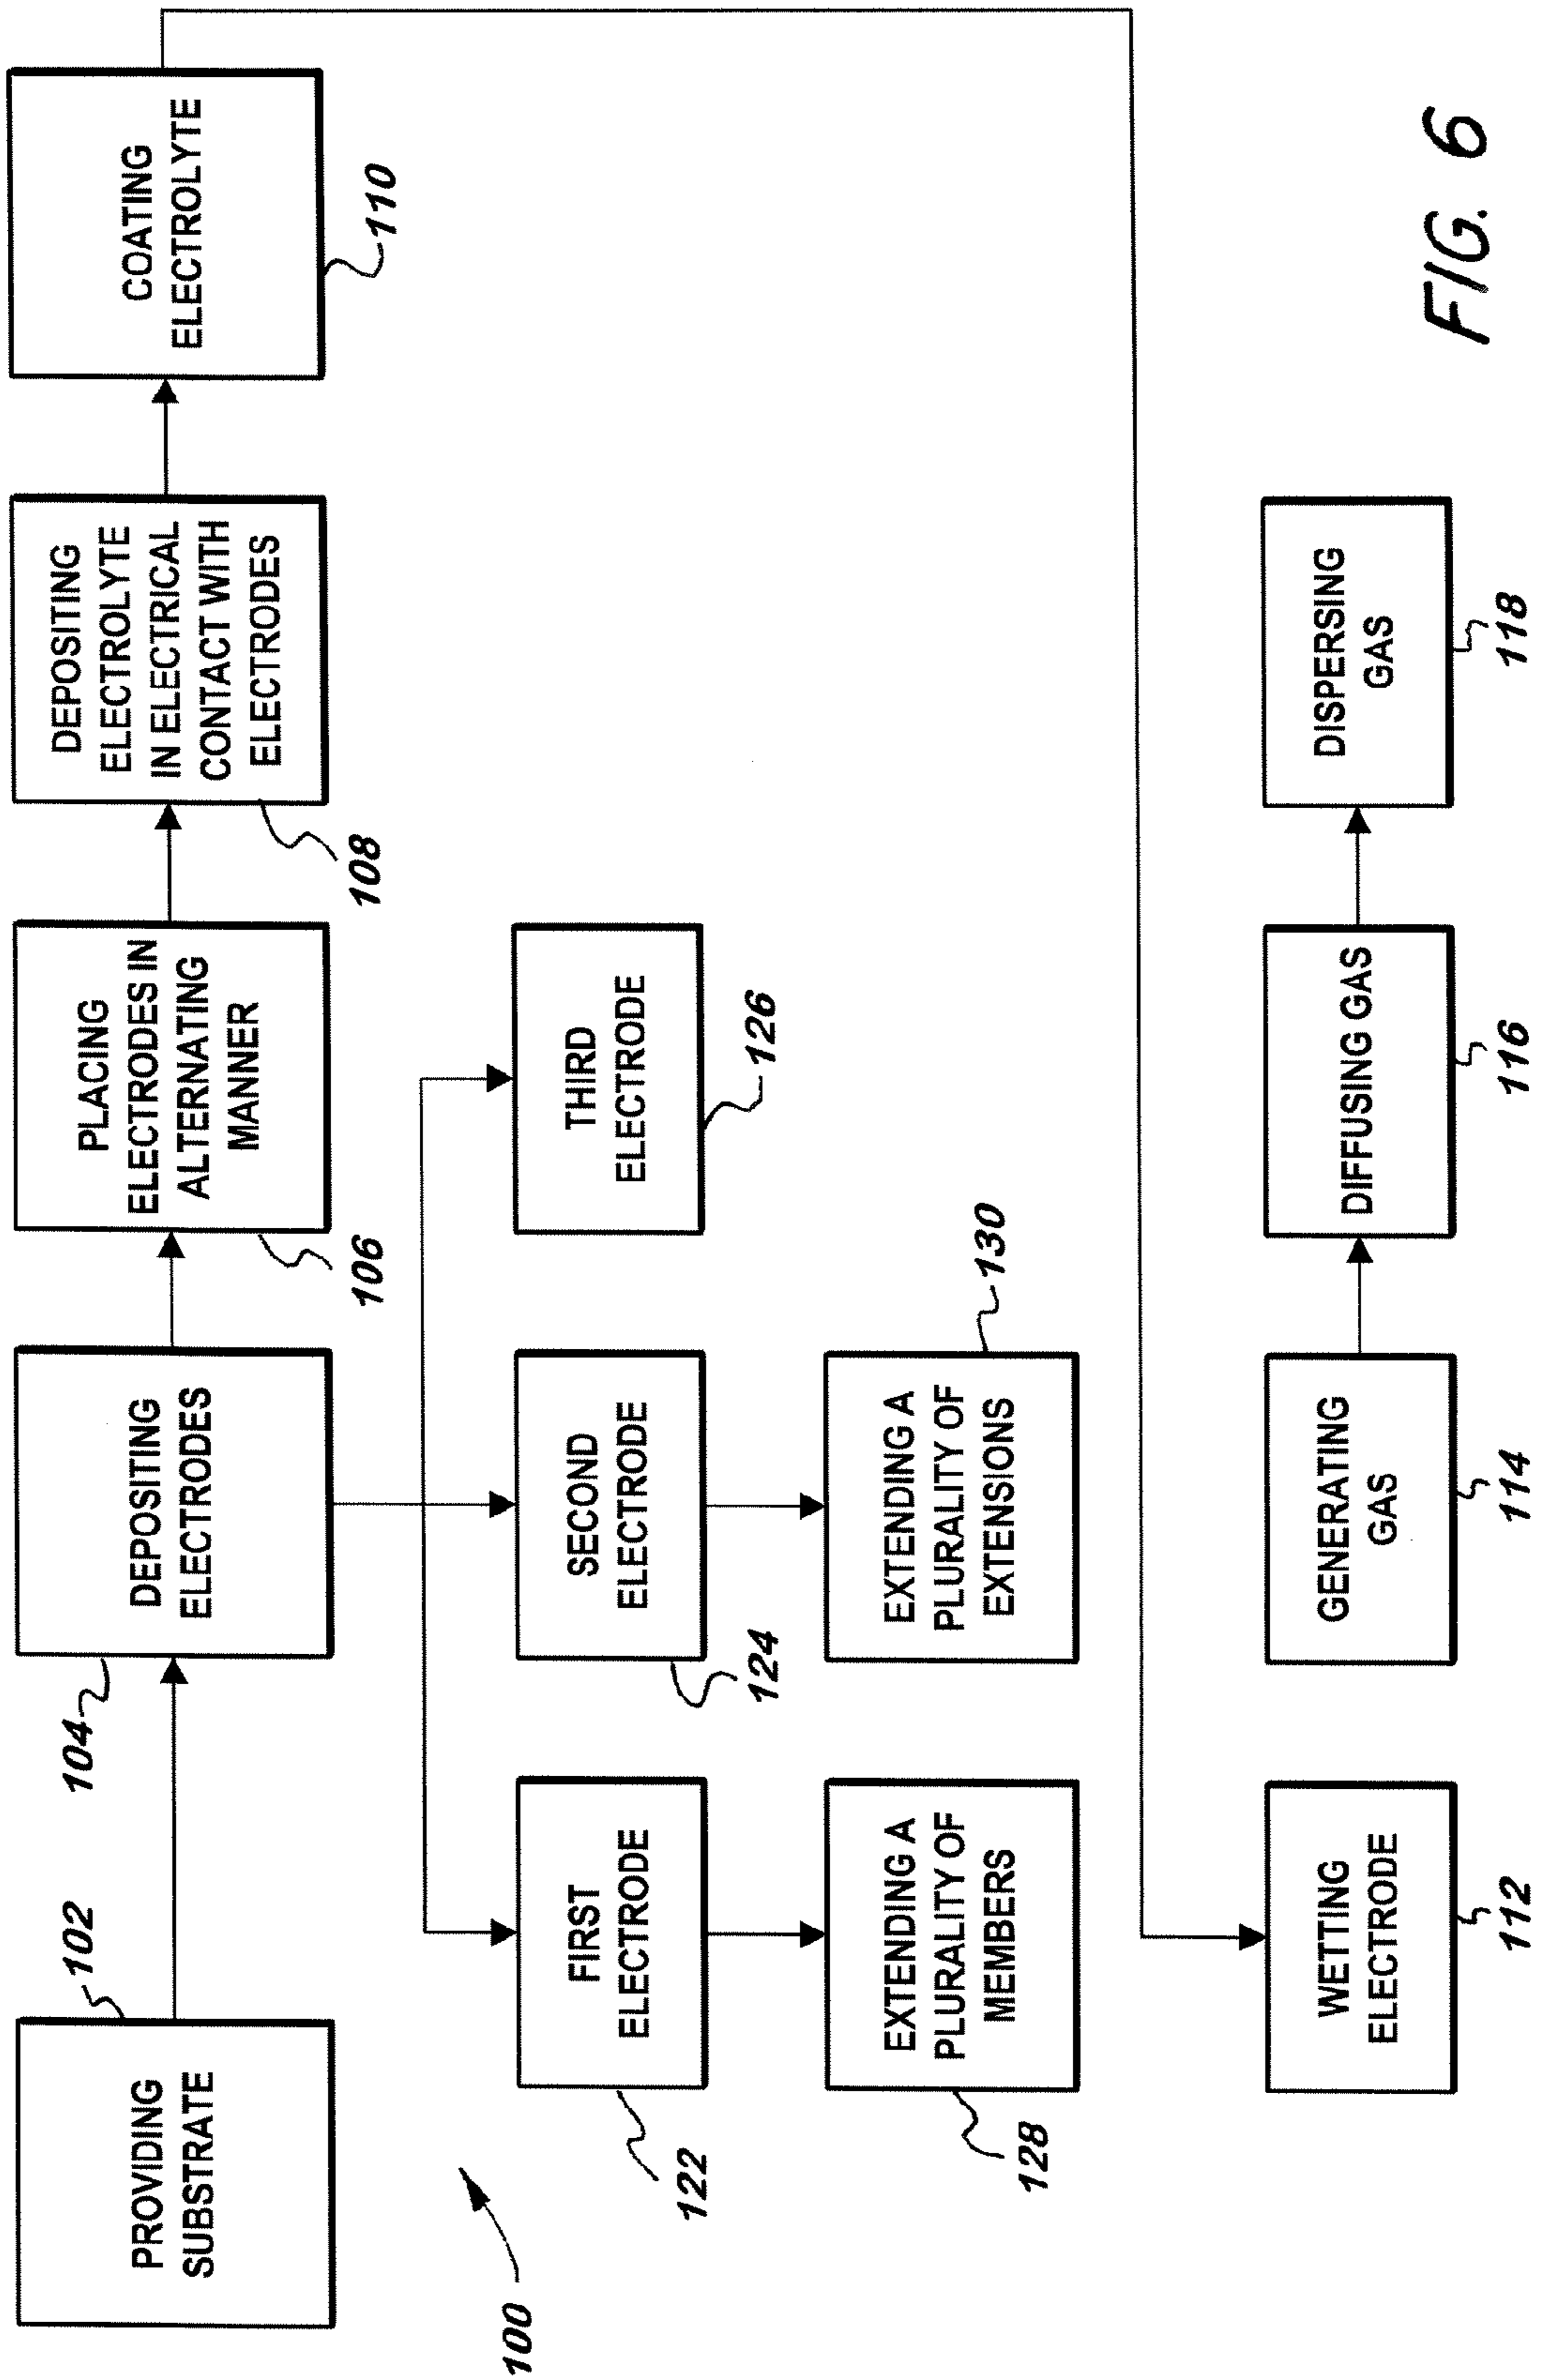 PROVIDING
SUBSTRATE
102
DEPOSITING
ELECTRODES
104
PLACING
ELECTRODES IN
ALTERNATING
MANNER
106
DEPOSITING
ELECTROLYTE
IN ELECTRICAL
CONTACT WITH
ELECTRODES
108
COATING
ELECTROLYTE
110
100
FIRST
ELECTRODE
122
SECOND
ELECTRODE
124
THIRD
ELECTRODE
126
EXTENDING A
PLURALITY OF
MEMBERS
128
EXTENDING A
PLURALITY OF
EXTENSIONS
130
WETTING
ELECTRODE
112
GENERATING
GAS
114
DIFFUSING GAS
116
DISPERSING
GAS
118
FIG. 6